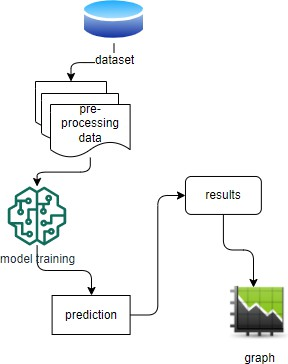 dataset
pre-
processing
data
model training
results
prediction
graph